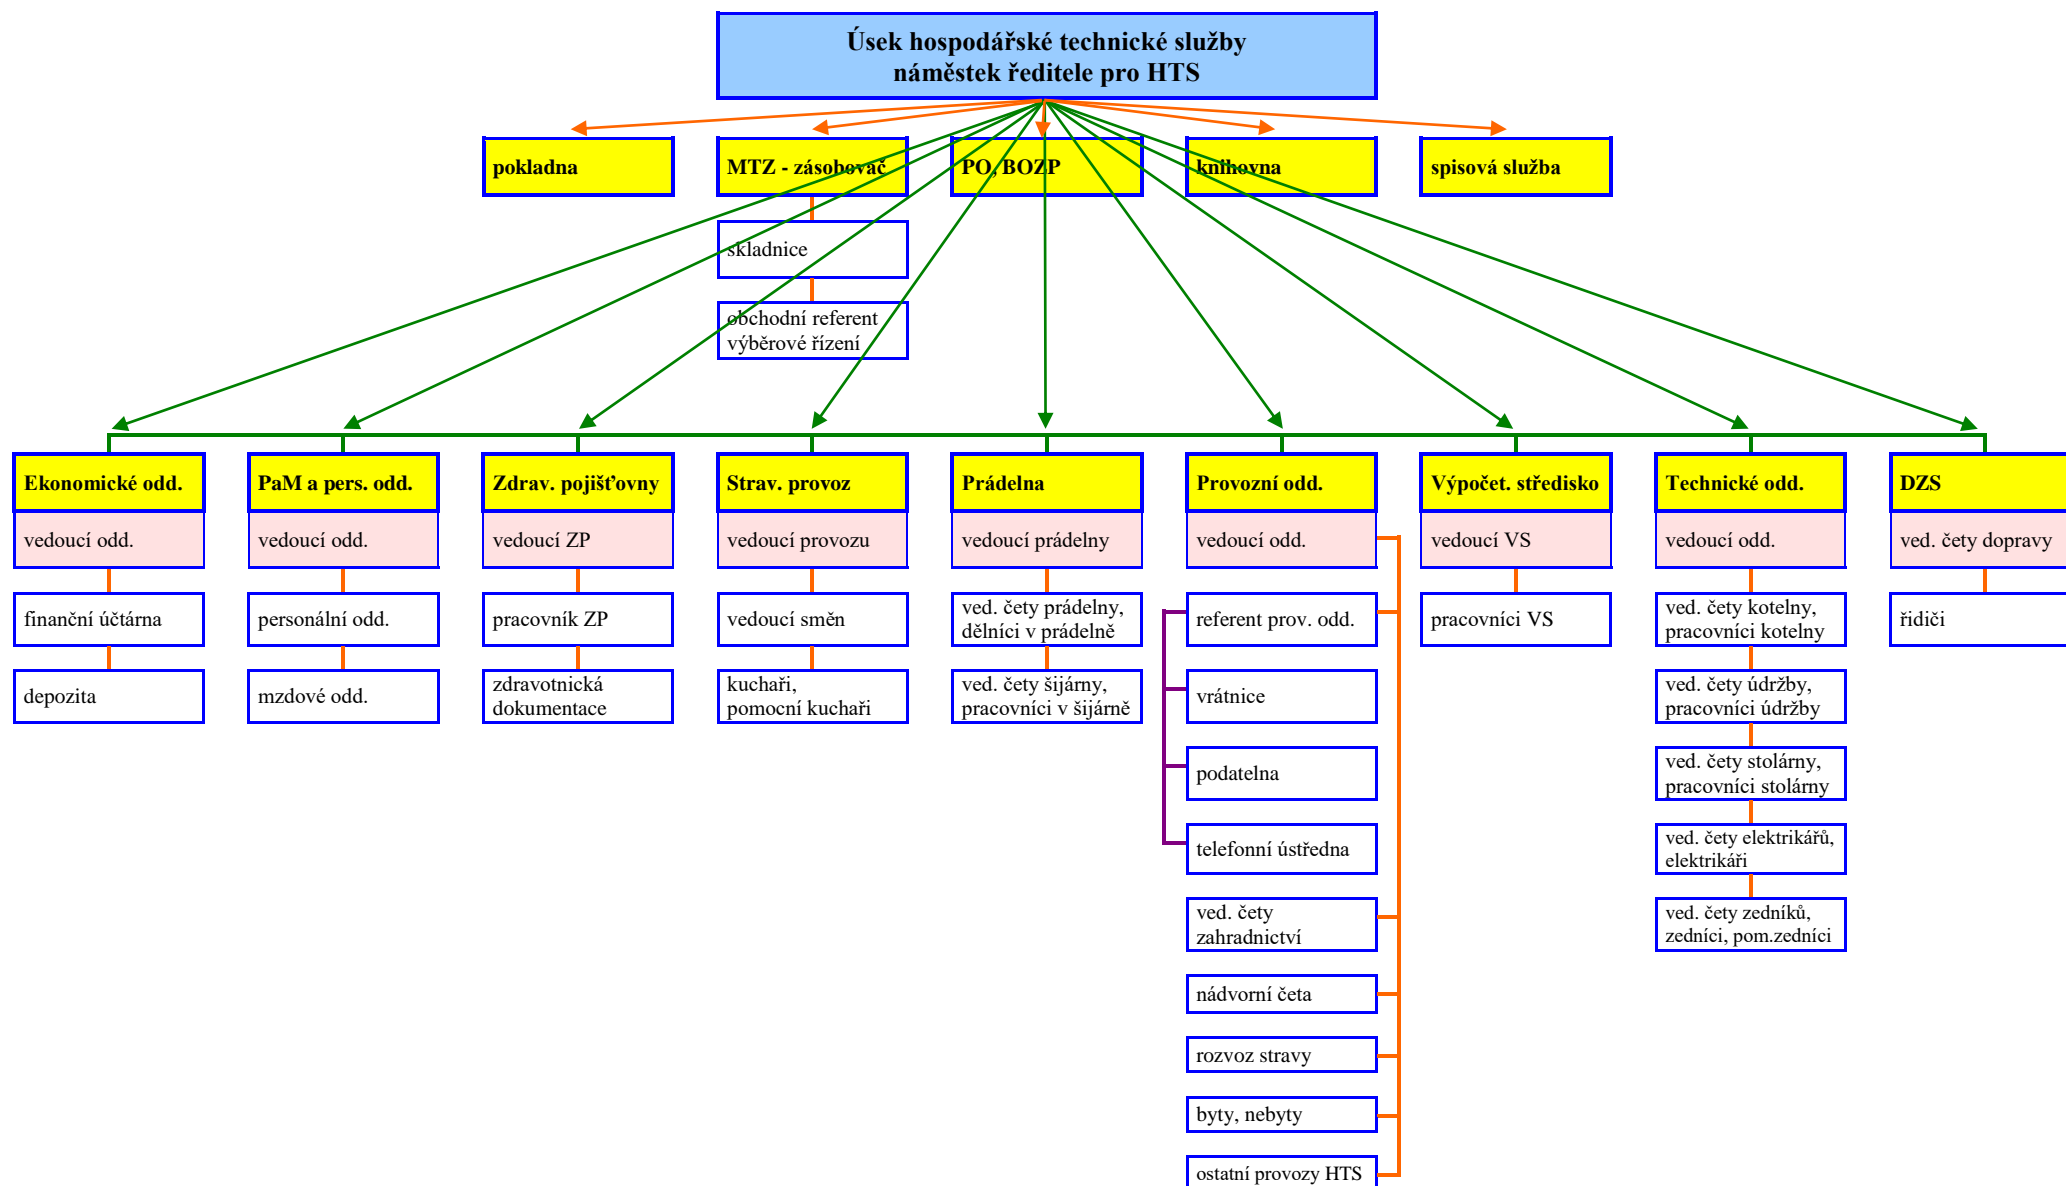 Úsek hospodářské technické služby
náměstek ředitele pro HTS
pokladna
MTZ - zásobovač
PO, BOZP
knihovna
spisová služba
skladnice
obchodní referent
výběrové řízení
Ekonomické odd.
PaM a pers. odd.
Zdrav. pojišťovny
Strav. provoz
Prádelna
Provozní odd.
Výpočet. středisko
Technické odd.
DZS
vedoucí odd.
vedoucí odd.
vedoucí ZP
vedoucí provozu
vedoucí prádelny
vedoucí odd.
vedoucí VS
vedoucí odd.
ved. čety dopravy
finanční účtárna
personální odd.
pracovník ZP
vedoucí směn
ved. čety prádelny,
dělníci v prádelně
referent prov. odd.
pracovníci VS
ved. čety kotelny,
pracovníci kotelny
řidiči
depozita
mzdové odd.
zdravotnická
dokumentace
kuchaři,
pomocní kuchaři
ved. čety šijárny,
pracovníci v šijárně
vrátnice
ved. čety údržby,
pracovníci údržby
podatelna
ved. čety stolárny,
pracovníci stolárny
telefonní ústředna
ved. čety elektrikářů,
elektrikáři
ved. čety
zahradnictví
ved. čety zedníků,
zedníci, pom.zedníci
nádvorní četa
rozvoz stravy
byty, nebyty
ostatní provozy HTS